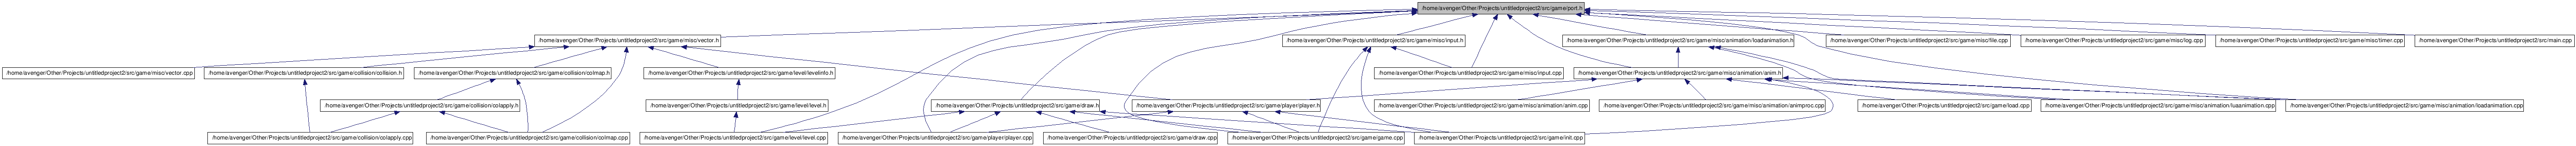 /home/avenger/Other/Projects/untitledproject2/src/game/port.h
/home/avenger/Other/Projects/untitledproject2/src/game/misc/vector.h
/home/avenger/Other/Projects/untitledproject2/src/game/misc/input.h
/home/avenger/Other/Projects/untitledproject2/src/game/misc/animation/loadanimation.h
/home/avenger/Other/Projects/untitledproject2/src/game/misc/file.cpp
/home/avenger/Other/Projects/untitledproject2/src/game/misc/log.cpp
/home/avenger/Other/Projects/untitledproject2/src/game/misc/timer.cpp
/home/avenger/Other/Projects/untitledproject2/src/main.cpp
/home/avenger/Other/Projects/untitledproject2/src/game/misc/vector.cpp
/home/avenger/Other/Projects/untitledproject2/src/game/collision/collision.h
/home/avenger/Other/Projects/untitledproject2/src/game/collision/colmap.h
/home/avenger/Other/Projects/untitledproject2/src/game/level/levelinfo.h
/home/avenger/Other/Projects/untitledproject2/src/game/misc/input.cpp
/home/avenger/Other/Projects/untitledproject2/src/game/misc/animation/anim.h
/home/avenger/Other/Projects/untitledproject2/src/game/collision/colapply.h
/home/avenger/Other/Projects/untitledproject2/src/game/level/level.h
/home/avenger/Other/Projects/untitledproject2/src/game/draw.h
/home/avenger/Other/Projects/untitledproject2/src/game/player/player.h
/home/avenger/Other/Projects/untitledproject2/src/game/misc/animation/anim.cpp
/home/avenger/Other/Projects/untitledproject2/src/game/misc/animation/animproc.cpp
/home/avenger/Other/Projects/untitledproject2/src/game/load.cpp
/home/avenger/Other/Projects/untitledproject2/src/game/misc/animation/luaanimation.cpp
/home/avenger/Other/Projects/untitledproject2/src/game/misc/animation/loadanimation.cpp
/home/avenger/Other/Projects/untitledproject2/src/game/collision/colapply.cpp
/home/avenger/Other/Projects/untitledproject2/src/game/collision/colmap.cpp
/home/avenger/Other/Projects/untitledproject2/src/game/level/level.cpp
/home/avenger/Other/Projects/untitledproject2/src/game/player/player.cpp
/home/avenger/Other/Projects/untitledproject2/src/game/draw.cpp
/home/avenger/Other/Projects/untitledproject2/src/game/game.cpp
/home/avenger/Other/Projects/untitledproject2/src/game/init.cpp